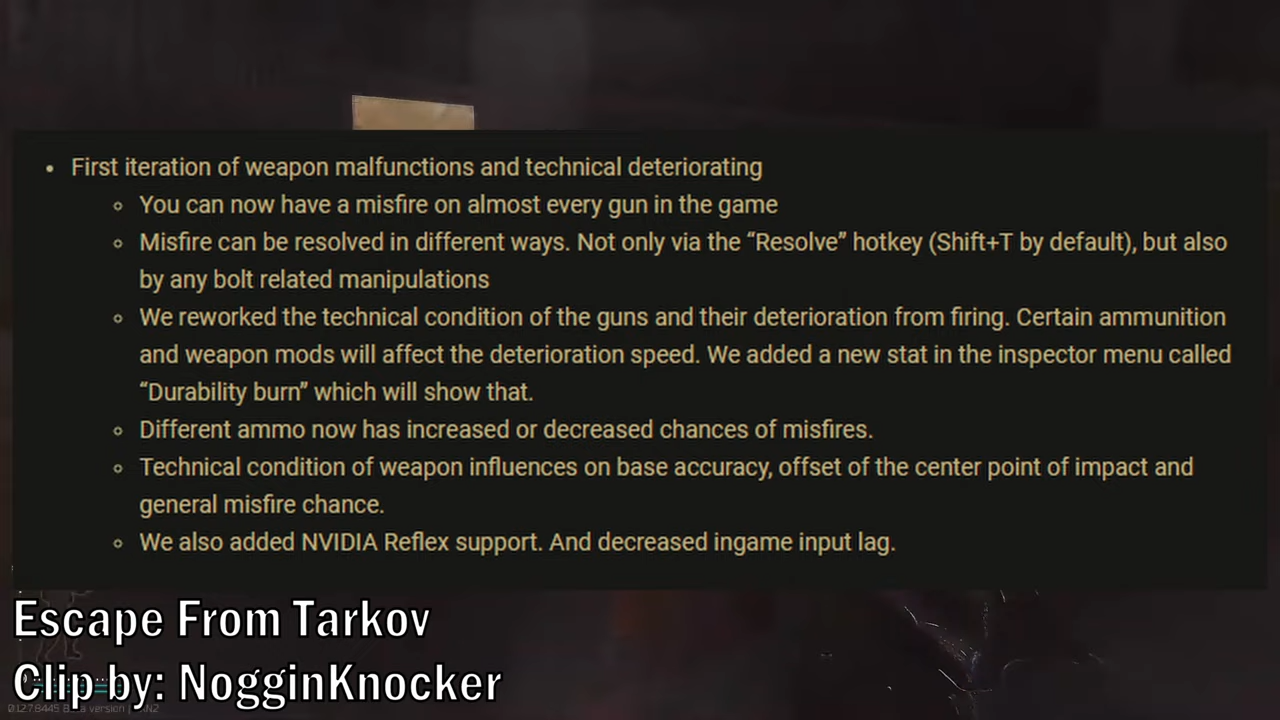 • First iteration of weapon malfunctions and technical deteriorating
◦ You can now have a misfire on almost every gun in the game
◦ Misfire can be resolved in different ways. Not only via the “Resolve” hotkey (Shift+T by default), but also
by any bolt related manipulations
◦ We reworked the technical condition of the guns and their deterioration from firing. Certain ammunition
and weapon mods will affect the deterioration speed. We added a new stat in the inspector menu called
“Durability burn” which will show that.
◦ Different ammo now has increased or decreased chances of misfires.
◦ Technical condition of weapon influences on base accuracy, offset of the center point of impact and
general misfire chance.
◦ We also added NVIDIA Reflex support. And decreased ingame input lag.
Escape From Tarkov
Clip by: NogginKnocker
version